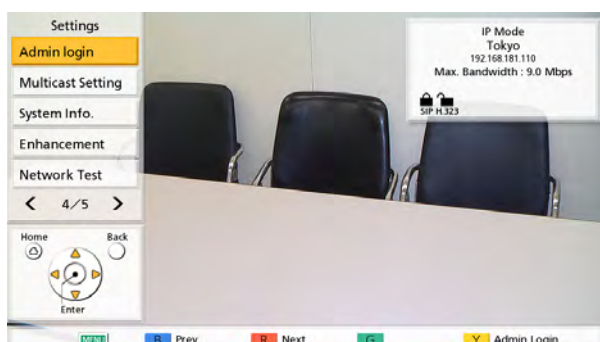 Settings
Admin login
Multicast Setting
System Info.
Enhancement
Network Test
4/5
Home
Back
Enter
IP Mode
Tokyo
192.168.181.110
Max. Bandwidth : 9.0 Mbps
SIP H.323
MENU
B Prev
R Next
G
Y Admin Login